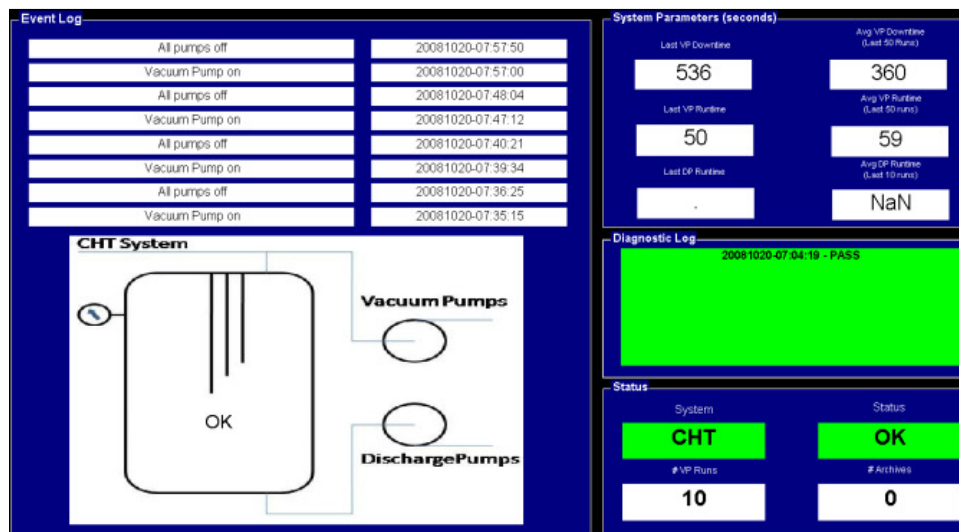 Event Log
All pumps off 20081020-07:57:50
Vacuum Pump on 20081020-07:57:00
All pumps off 20081020-07:48:04
Vacuum Pump on 20081020-07:47:12
All pumps off 20081020-07:40:21
Vacuum Pump on 20081020-07:39:34
All pumps off 20081020-07:36:25
Vacuum Pump on 20081020-07:35:15
CHT System
Vacuum Pumps
OK
DischargePumps
System Parameters (seconds)
Last VP Downtime
536
Avg VP Downtime
(Last 50 Runs)
360
Last VP Runtime
50
Avg VP Runtime
(Last 50 runs)
59
Last DP Runtime
.
Avg DP Runtime
(Last 10 runs)
NaN
Diagnostic Log
20081020-07:04:19 - PASS
Status
System
CHT
Status
OK
# VP Runs
10
# Archives
0